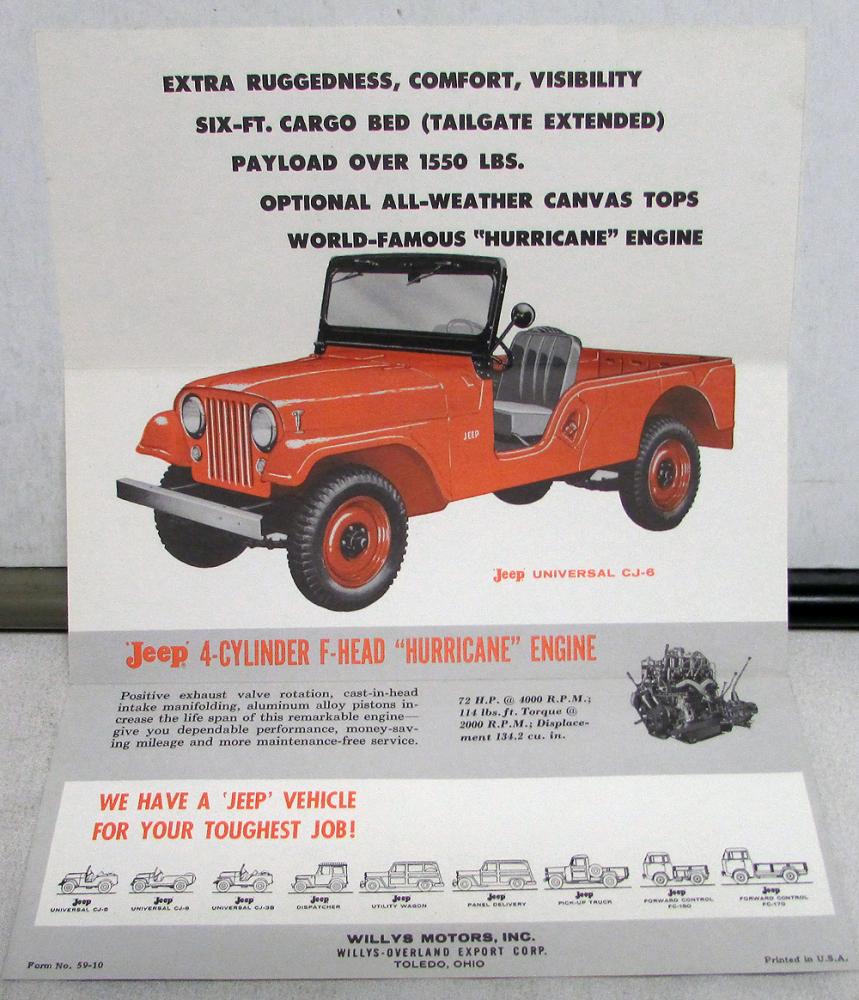 EXTRA RUGGEDNESS, COMFORT, VISIBILITY
SIX-FT. CARGO BED (TAILGATE EXTENDED)
PAYLOAD OVER 1550 LBS.
OPTIONAL ALL-WEATHER CANVAS TOPS
WORLD-FAMOUS "HURRICANE" ENGINE
JEEP
'Jeep' UNIVERSAL CJ-6
'Jeep' 4-CYLINDER F-HEAD "HURRICANE" ENGINE
Positive exhaust valve rotation, cast-in-head
intake manifolding, aluminum alloy pistons in-
crease the life span of this remarkable engine—
give you dependable performance, money-sav-
ing mileage and more maintenance-free service.
72 H.P. @ 4000 R.P.M.;
114 lbs. ft. Torque @
2000 R.P.M.; Displace-
ment 134.2 cu. in.
WE HAVE A 'JEEP' VEHICLE
FOR YOUR TOUGHEST JOB!
Jeep
UNIVERSAL CJ-5
Jeep
UNIVERSAL CJ-6
Jeep
UNIVERSAL CJ-3B
Jeep
DISPATCHER
Jeep
UTILITY WAGON
Jeep
PANEL DELIVERY
Jeep
PICK-UP TRUCK
Jeep
FORWARD CONTROL
FC-150
Jeep
FORWARD CONTROL
FC-170
WILLYS MOTORS, INC.
WILLYS-OVERLAND EXPORT CORP.
TOLEDO, OHIO
Form No. 59-10
Printed in U.S.A.